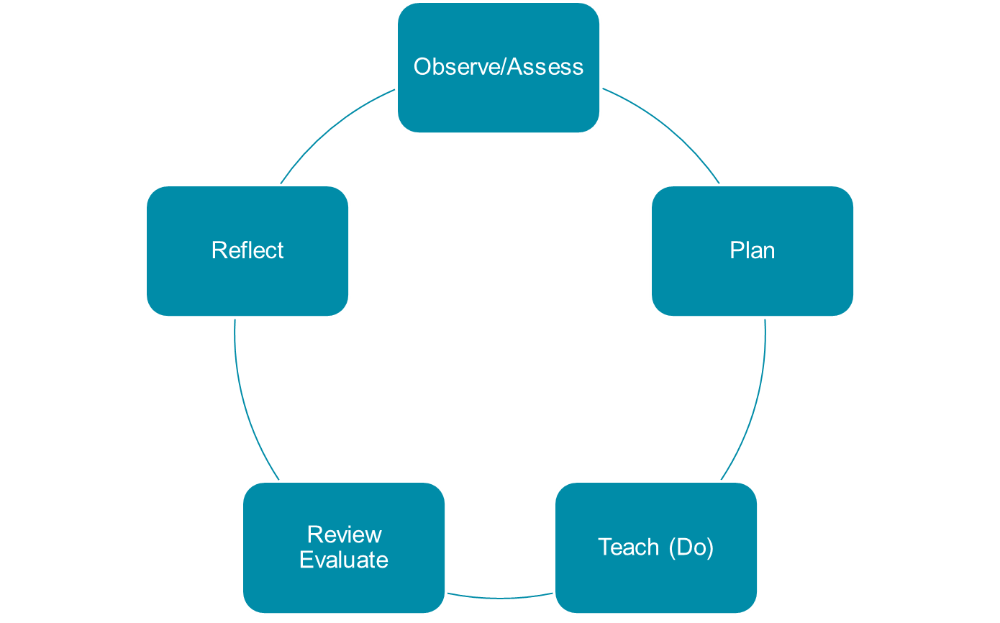 Observe/Assess
Reflect
Plan
Review
Evaluate
Teach (Do)